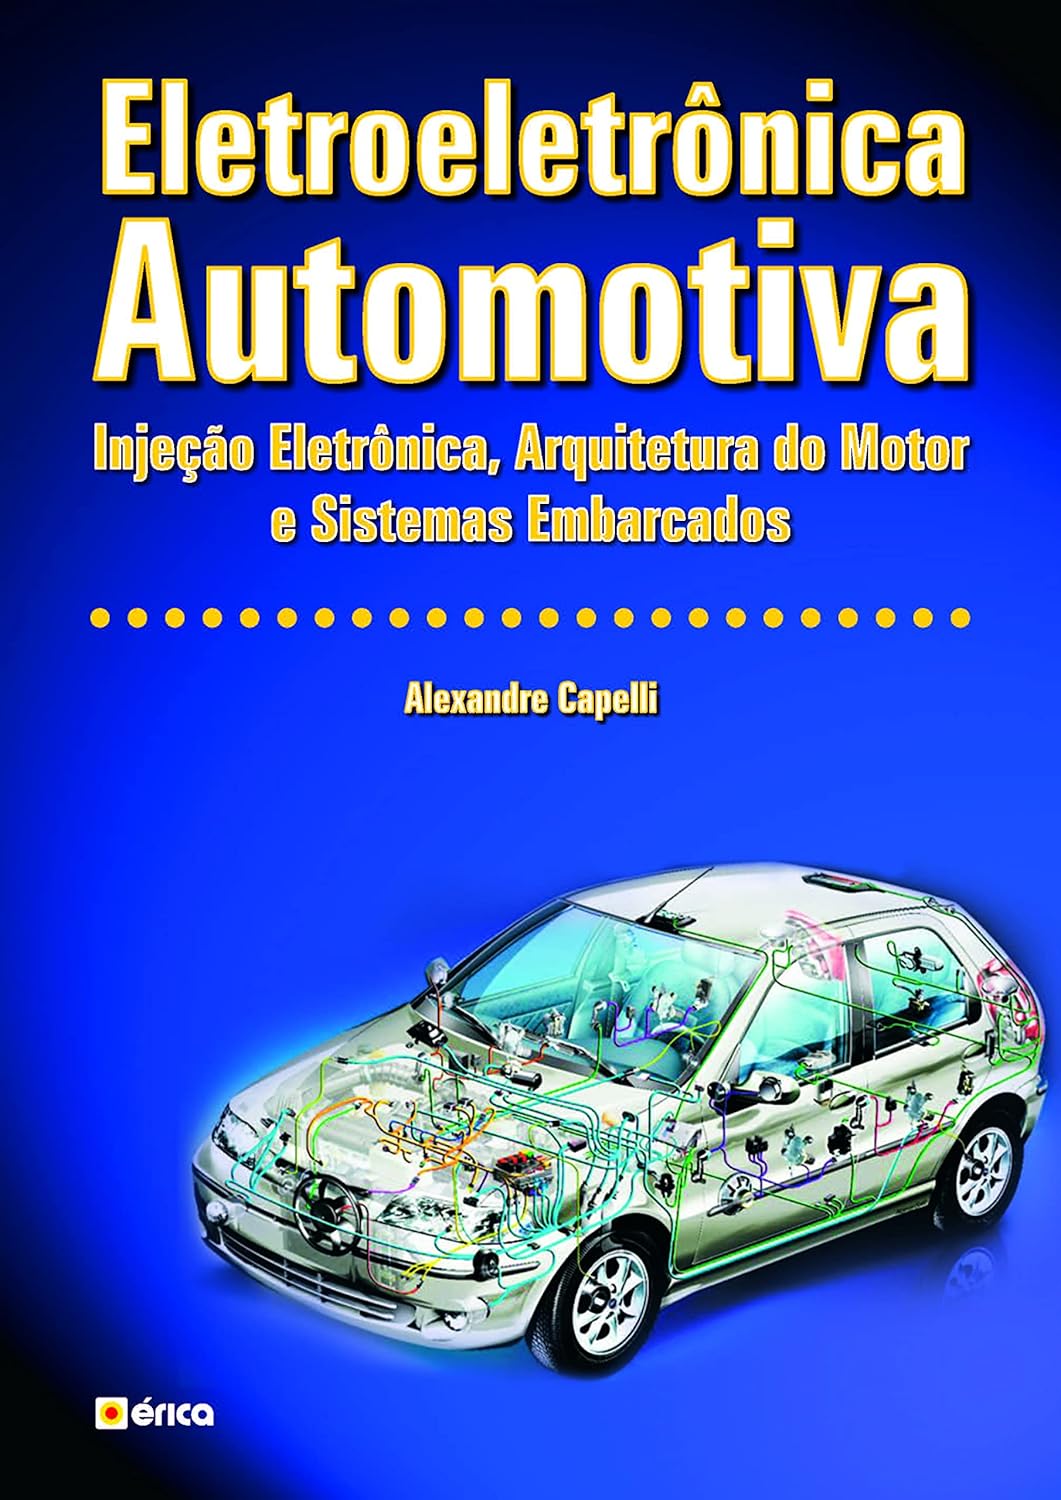 Eletroeletrônica
Automotiva
Injeção Eletrônica, Arquitetura do Motor
e Sistemas Embarcados
Alexandre Capelli
érica